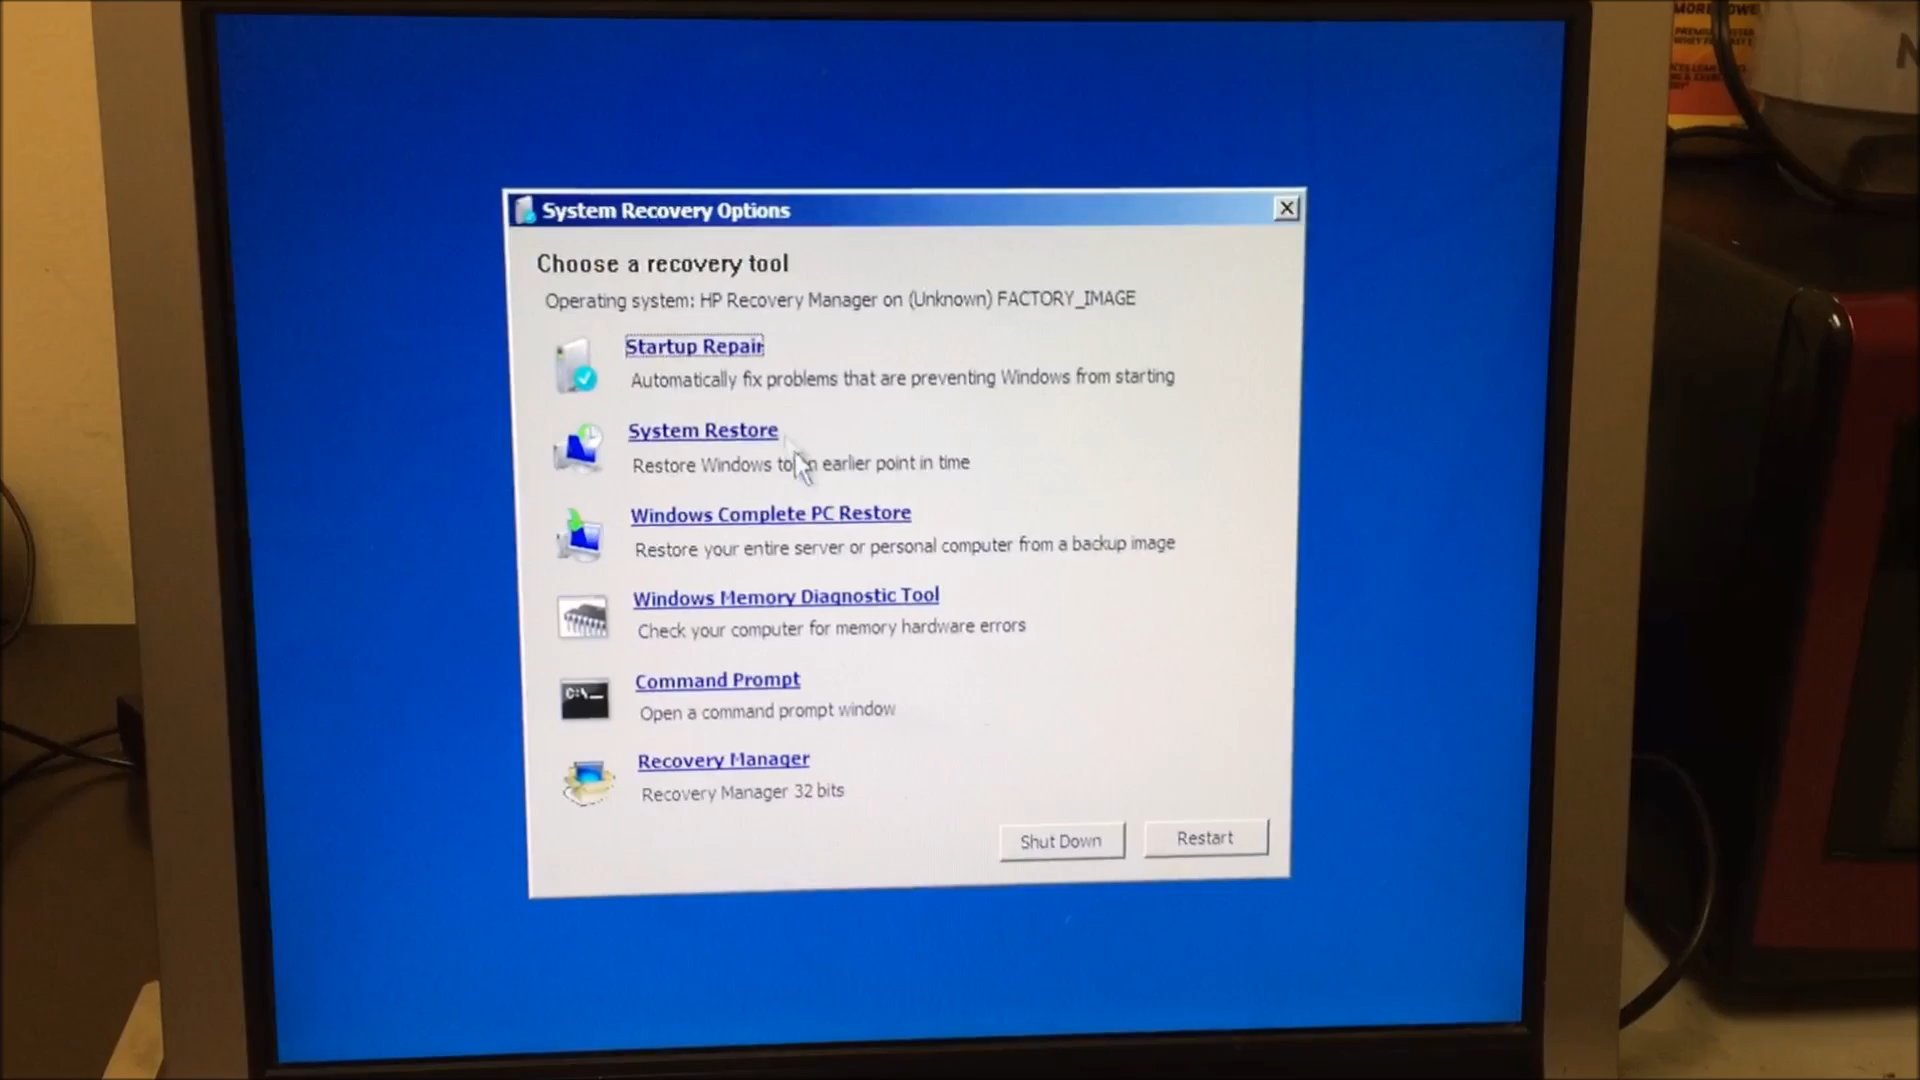 System Recovery Options
Choose a recovery tool
Operating system: HP Recovery Manager on (Unknown) FACTORY_IMAGE
Startup Repair
Automatically fix problems that are preventing Windows from starting
System Restore
Restore Windows to earlier point in time
Windows Complete PC Restore
Restore your entire server or personal computer from a backup image
Windows Memory Diagnostic Tool
Check your computer for memory hardware errors
C:\_
Command Prompt
Open a command prompt window
Recovery Manager
Recovery Manager 32 bits
Shut Down
Restart
MORE
N